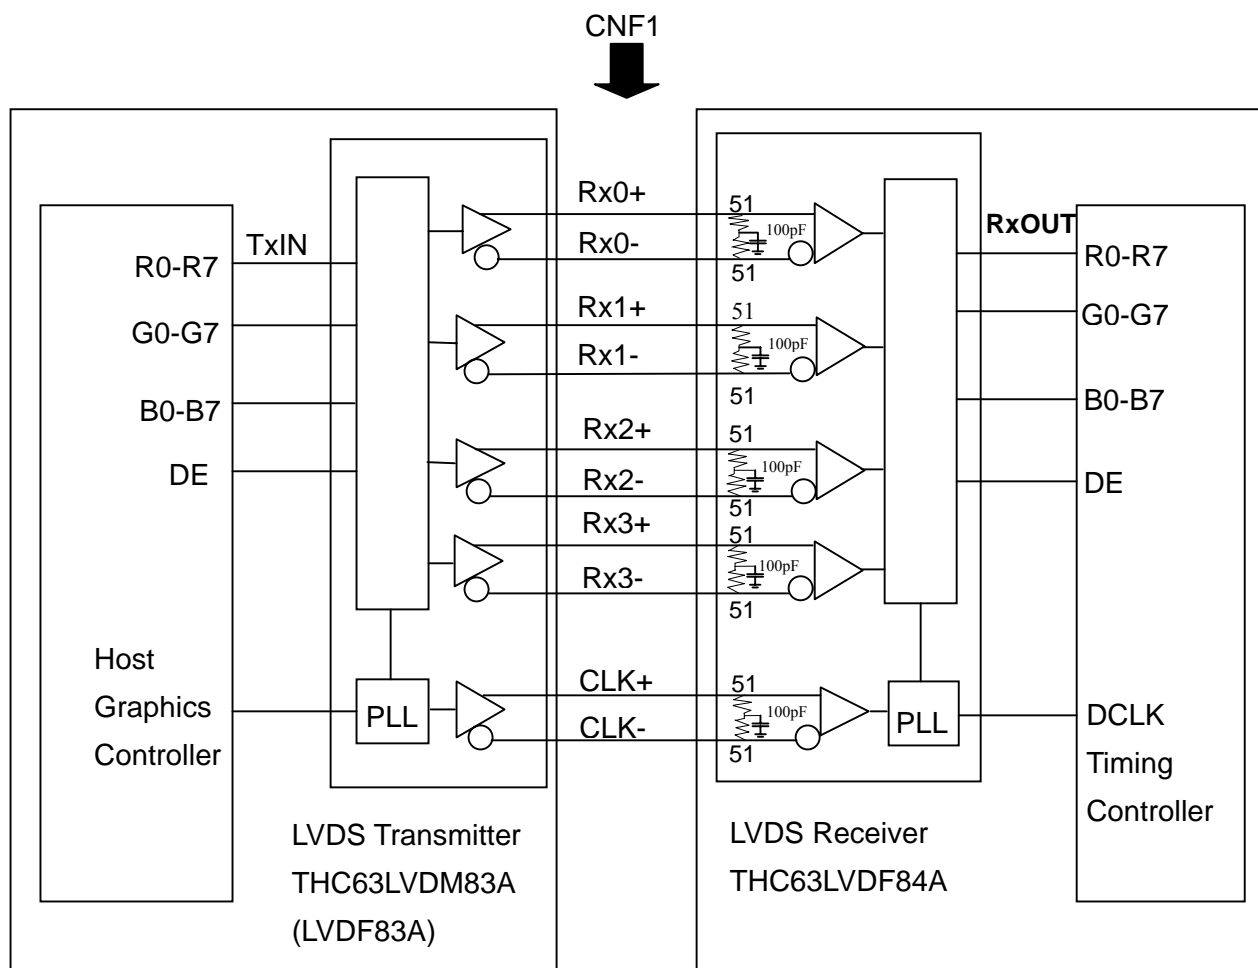 CNF1
Host
Graphics
Controller
R0-R7
G0-G7
B0-B7
DE
TxIN
PLL
LVDS Transmitter
THC63LVDM83A
(LVDF83A)
Rx0+
Rx0-
Rx1+
Rx1-
Rx2+
Rx2-
Rx3+
Rx3-
CLK+
CLK-
51
100pF
51
51
100pF
51
51
100pF
51
51
100pF
51
51
100pF
51
PLL
LVDS Receiver
THC63LVDF84A
RxOUT
R0-R7
G0-G7
B0-B7
DE
DCLK
Timing
Controller